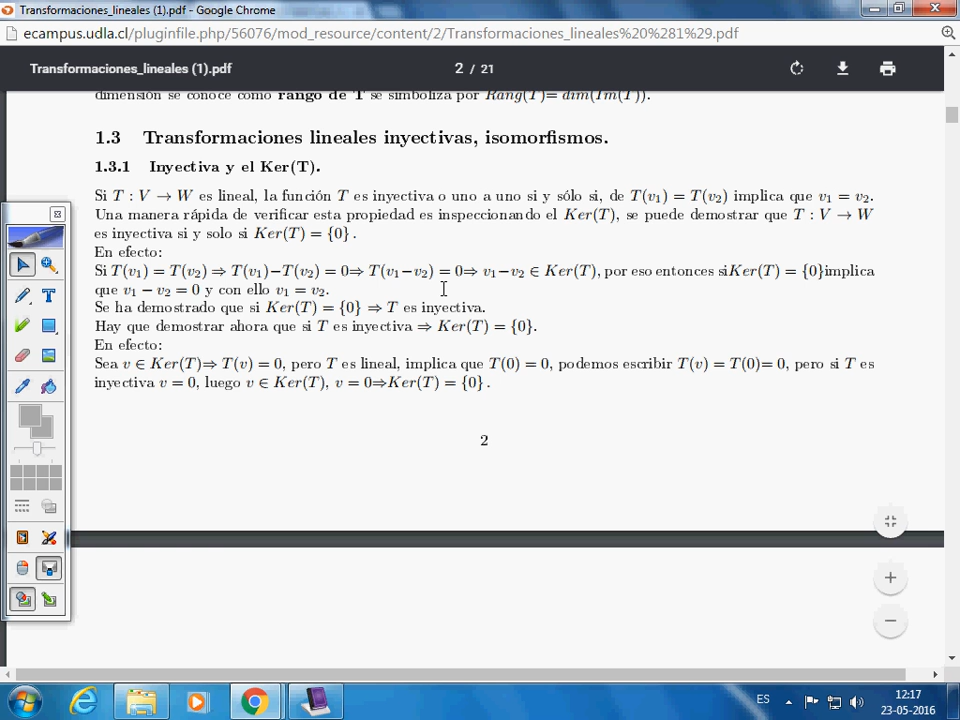 Transformaciones_lineales (1).pdf - Google Chrome
ecampus.udla.cl/pluginfile.php/56076/mod_resource/content/2/Transformaciones_lineales%20%281%29.pdf
Transformaciones_lineales (1).pdf 2 / 21
dimensión se conoce como rango de T se simboliza por Rang(T)= dim(Im(T)).
1.3 Transformaciones lineales inyectivas, isomorfismos.
1.3.1 Inyectiva y el Ker(T).
Si T : V → W es lineal, la función T es inyectiva o uno a uno si y sólo si, de T(v₁) = T(v₂) implica que v₁ = v₂.
Una manera rápida de verificar esta propiedad es inspeccionando el Ker(T), se puede demostrar que T : V → W
es inyectiva si y solo si Ker(T) = {0} .
En efecto:
Si T(v₁) = T(v₂) ⇒ T(v₁)−T(v₂) = 0⇒ T(v₁−v₂) = 0⇒ v₁−v₂ ∈ Ker(T), por eso entonces siKer(T) = {0}implica
que v₁ − v₂ = 0 y con ello v₁ = v₂.
Se ha demostrado que si Ker(T) = {0} ⇒ T es inyectiva.
Hay que demostrar ahora que si T es inyectiva ⇒ Ker(T) = {0}.
En efecto:
Sea v ∈ Ker(T)⇒ T(v) = 0, pero T es lineal, implica que T(0) = 0, podemos escribir T(v) = T(0)= 0, pero si T es
inyectiva v = 0, luego v ∈ Ker(T), v = 0⇒Ker(T) = {0} .
2
ES
12:17
23-05-2016